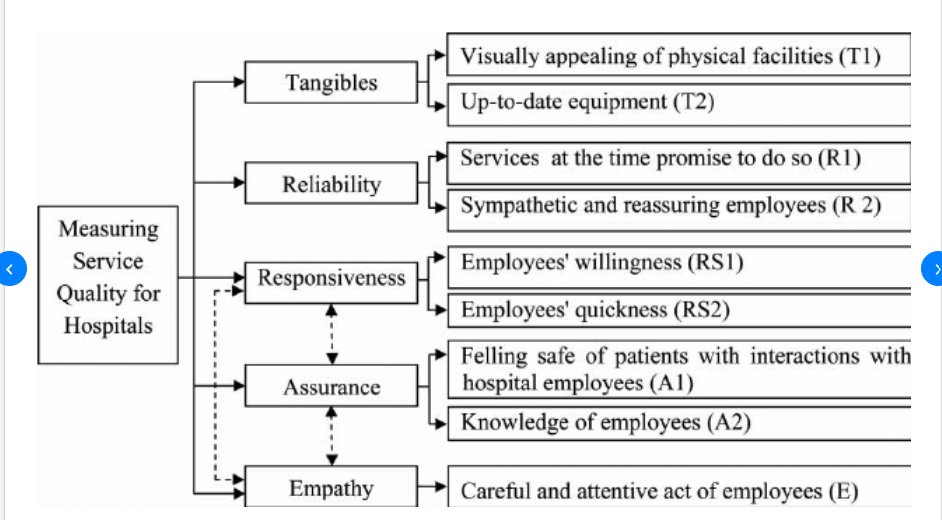 Measuring
Service
Quality for
Hospitals
Tangibles
Visually appealing of physical facilities (T1)
Up-to-date equipment (T2)
Reliability
Services at the time promise to do so (R1)
Sympathetic and reassuring employees (R 2)
Responsiveness
Employees' willingness (RS1)
Employees' quickness (RS2)
Assurance
Felling safe of patients with interactions with
hospital employees (A1)
Knowledge of employees (A2)
Empathy
Careful and attentive act of employees (E)